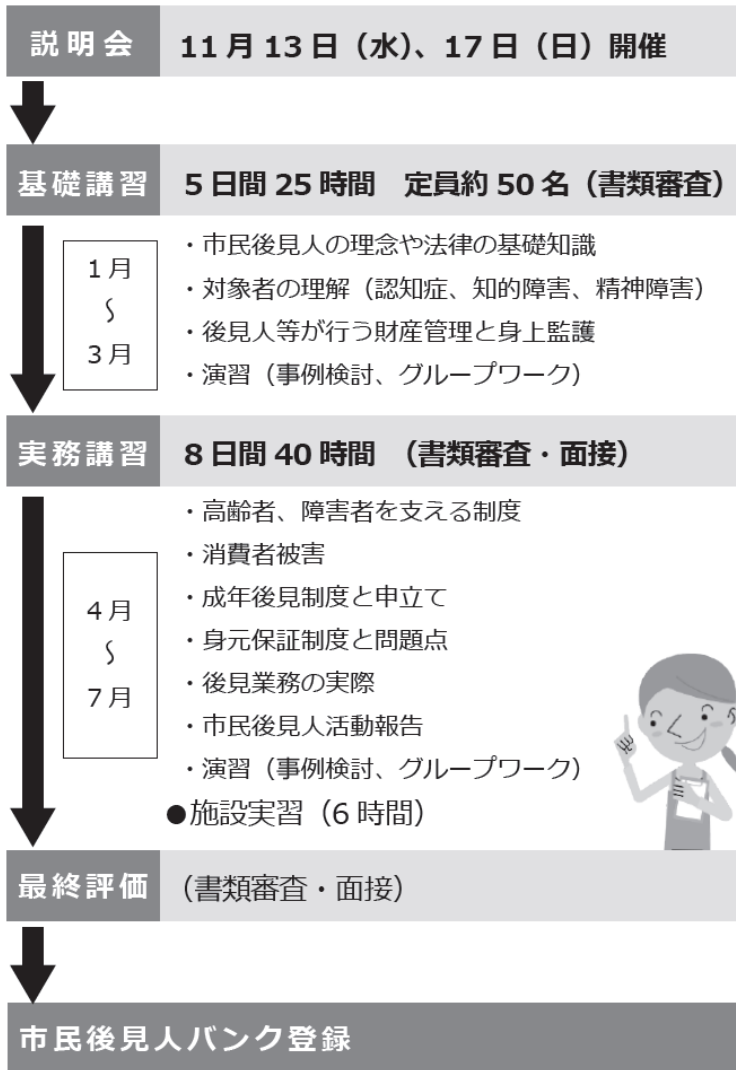 説明会 11月13日（水）、17日（日）開催
基礎講習 5日間25時間　定員約50名（書類審査）
1月
〜
3月
・市民後見人の理念や法律の基礎知識
・対象者の理解（認知症、知的障害、精神障害）
・後見人等が行う財産管理と身上監護
・演習（事例検討、グループワーク）
実務講習 8日間40時間　（書類審査・面接）
4月
〜
7月
・高齢者、障害者を支える制度
・消費者被害
・成年後見制度と申立て
・身元保証制度と問題点
・後見業務の実際
・市民後見人活動報告
・演習（事例検討、グループワーク）
●施設実習（6時間）
最終評価 （書類審査・面接）
市民後見人バンク登録